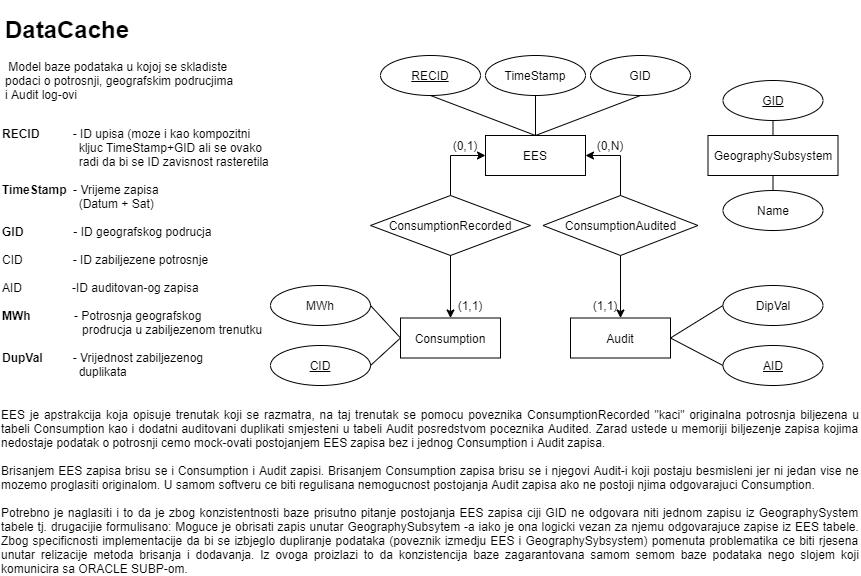 DataCache
Model baze podataka u kojoj se skladiste
podaci o potrosnji, geografskim podrucjima
i Audit log-ovi
RECID - ID upisa (moze i kao kompozitni
kljuc TimeStamp+GID ali se ovako
radi da bi se ID zavisnost rasteretila
TimeStamp - Vrijeme zapisa
(Datum + Sat)
GID - ID geografskog podrucja
CID - ID zabiljezene potrosnje
AID -ID auditovan-og zapisa
MWh - Potrosnja geografskog
prodrucja u zabiljezenom trenutku
DupVal - Vrijednost zabiljezenog
duplikata
RECID
TimeStamp
GID
EES
(0,1)
(0,N)
ConsumptionRecorded
ConsumptionAudited
(1,1)
(1,1)
MWh
CID
Consumption
Audit
DipVal
AID
GID
GeographySubsystem
Name
EES je apstrakcija koja opisuje trenutak koji se razmatra, na taj trenutak se pomocu poveznika ConsumptionRecorded "kaci" originalna potrosnja biljezena u
tabeli Consumption kao i dodatni auditovani duplikati smjesteni u tabeli Audit posredstvom poceznika Audited. Zarad ustede u memoriji biljezenje zapisa kojima
nedostaje podatak o potrosnji cemo mock-ovati postojanjem EES zapisa bez i jednog Consumption i Audit zapisa.
Brisanjem EES zapisa brisu se i Consumption i Audit zapisi. Brisanjem Consumption zapisa brisu se i njegovi Audit-i koji postaju besmisleni jer ni jedan vise ne
mozemo proglasiti originalom. U samom softveru ce biti regulisana nemogucnost postojanja Audit zapisa ako ne postoji njima odgovarajuci Consumption.
Potrebno je naglasiti i to da je zbog konzistentnosti baze prisutno pitanje postojanja EES zapisa ciji GID ne odgovara niti jednom zapisu iz GeographySystem
tabele tj. drugacijie formulisano: Moguce je obrisati zapis unutar GeographySubsytem -a iako je ona logicki vezan za njemu odgovarajuce zapise iz EES tabele.
Zbog specificnosti implementacije da bi se izbjeglo dupliranje podataka (poveznik izmedju EES i GeographySybsystem) pomenuta problematika ce biti rjesena
unutar relizacije metoda brisanja i dodavanja. Iz ovoga proizlazi to da konzistencija baze zagarantovana samom semom baze podataka nego slojem koji
komunicira sa ORACLE SUBP-om.